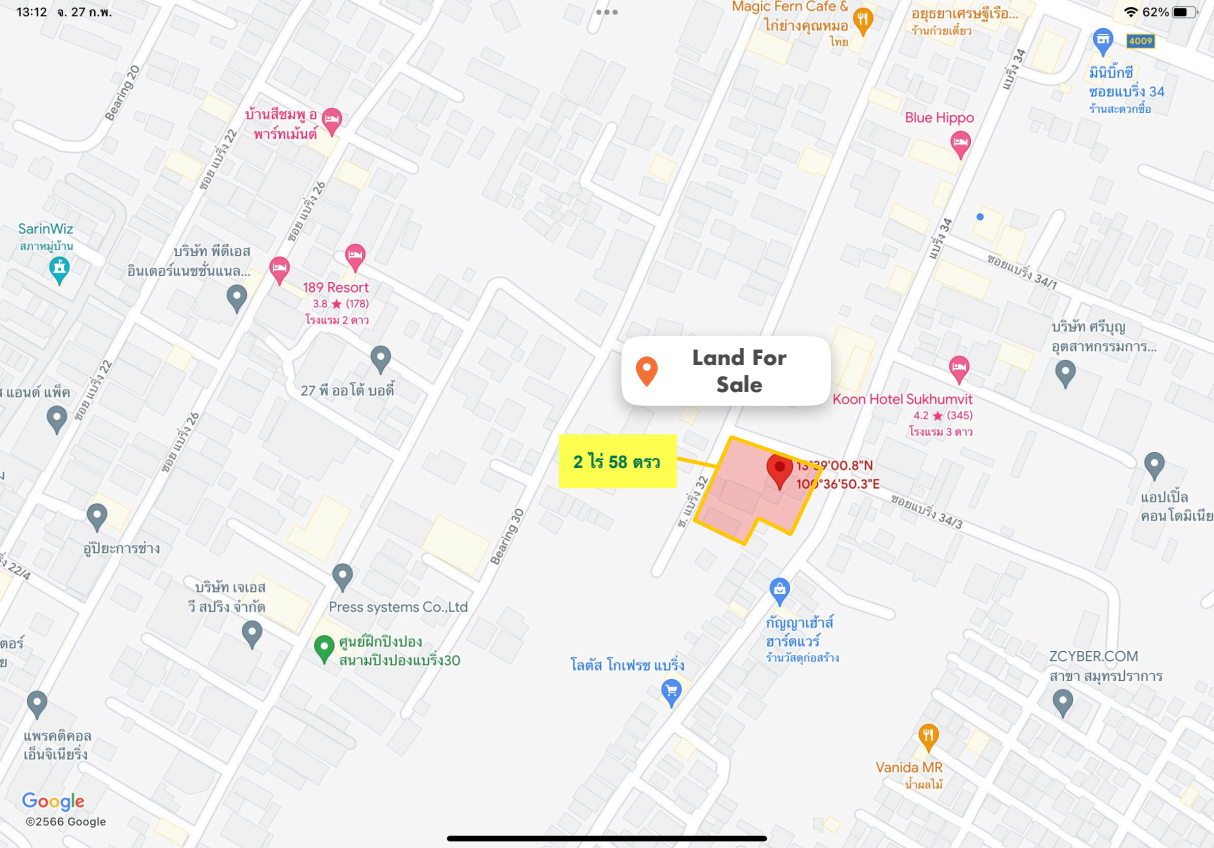 13:12 จ. 27 ก.พ.
62%
Magic Fern Cafe &
ไก่ย่างคุณหมอ
ไทย
อยุธยาเศรษฐีเรือ...
ร้านก๋วยเตี๋ยว
4009
มินิบิ๊กซี
ซอยแบริ่ง 34
ร้านสะดวกซื้อ
แบริ่ง 34
Bearing 20
บ้านสีชมพู อ
พาร์ทเม้นต์
Blue Hippo
ซอย แบริ่ง 22
ซอย แบริ่ง 26
SarinWiz
สภาหมู่บ้าน
บริษัท พีดีเอส
อินเตอร์แนชชั่นแนล...
แบริ่ง 34
ซอยแบริ่ง 34/1
189 Resort
3.8 ★ (178)
โรงแรม 2 ดาว
บริษัท ศรีบุญ
อุตสาหกรรมการ...
Land For
Sale
27 พี ออโต้ บอดี้
แอนด์ แพ็ค
ซอย แบริ่ง 22
Koon Hotel Sukhumvit
4.2 ★ (345)
โรงแรม 3 ดาว
ซอย แบริ่ง 26
2 ไร่ 58 ตรว
13°39'00.8"N
100°36'50.3"E
ซ. แบริ่ง 32
แอปเปิ้ล
คอนโดมิเนีย
ซอยแบริ่ง 34/3
Bearing 30
อู่ปิยะการช่าง
22/4
บริษัท เจเอส
วี สปริง จำกัด
Press systems Co.,Ltd
กัญญาเฮ้าส์
ฮาร์ดแวร์
ร้านวัสดุก่อสร้าง
ศูนย์ฝึกปิงปอง
สนามปิงปองแบริ่ง30
ตอร์
ย
โลตัส โกเฟรช แบริ่ง
ZCYBER.COM
สาขา สมุทรปราการ
แพรคติคอล
เอ็นจิเนียริ่ง
Vanida MR
น้ำผลไม้
Google
©2566 Google